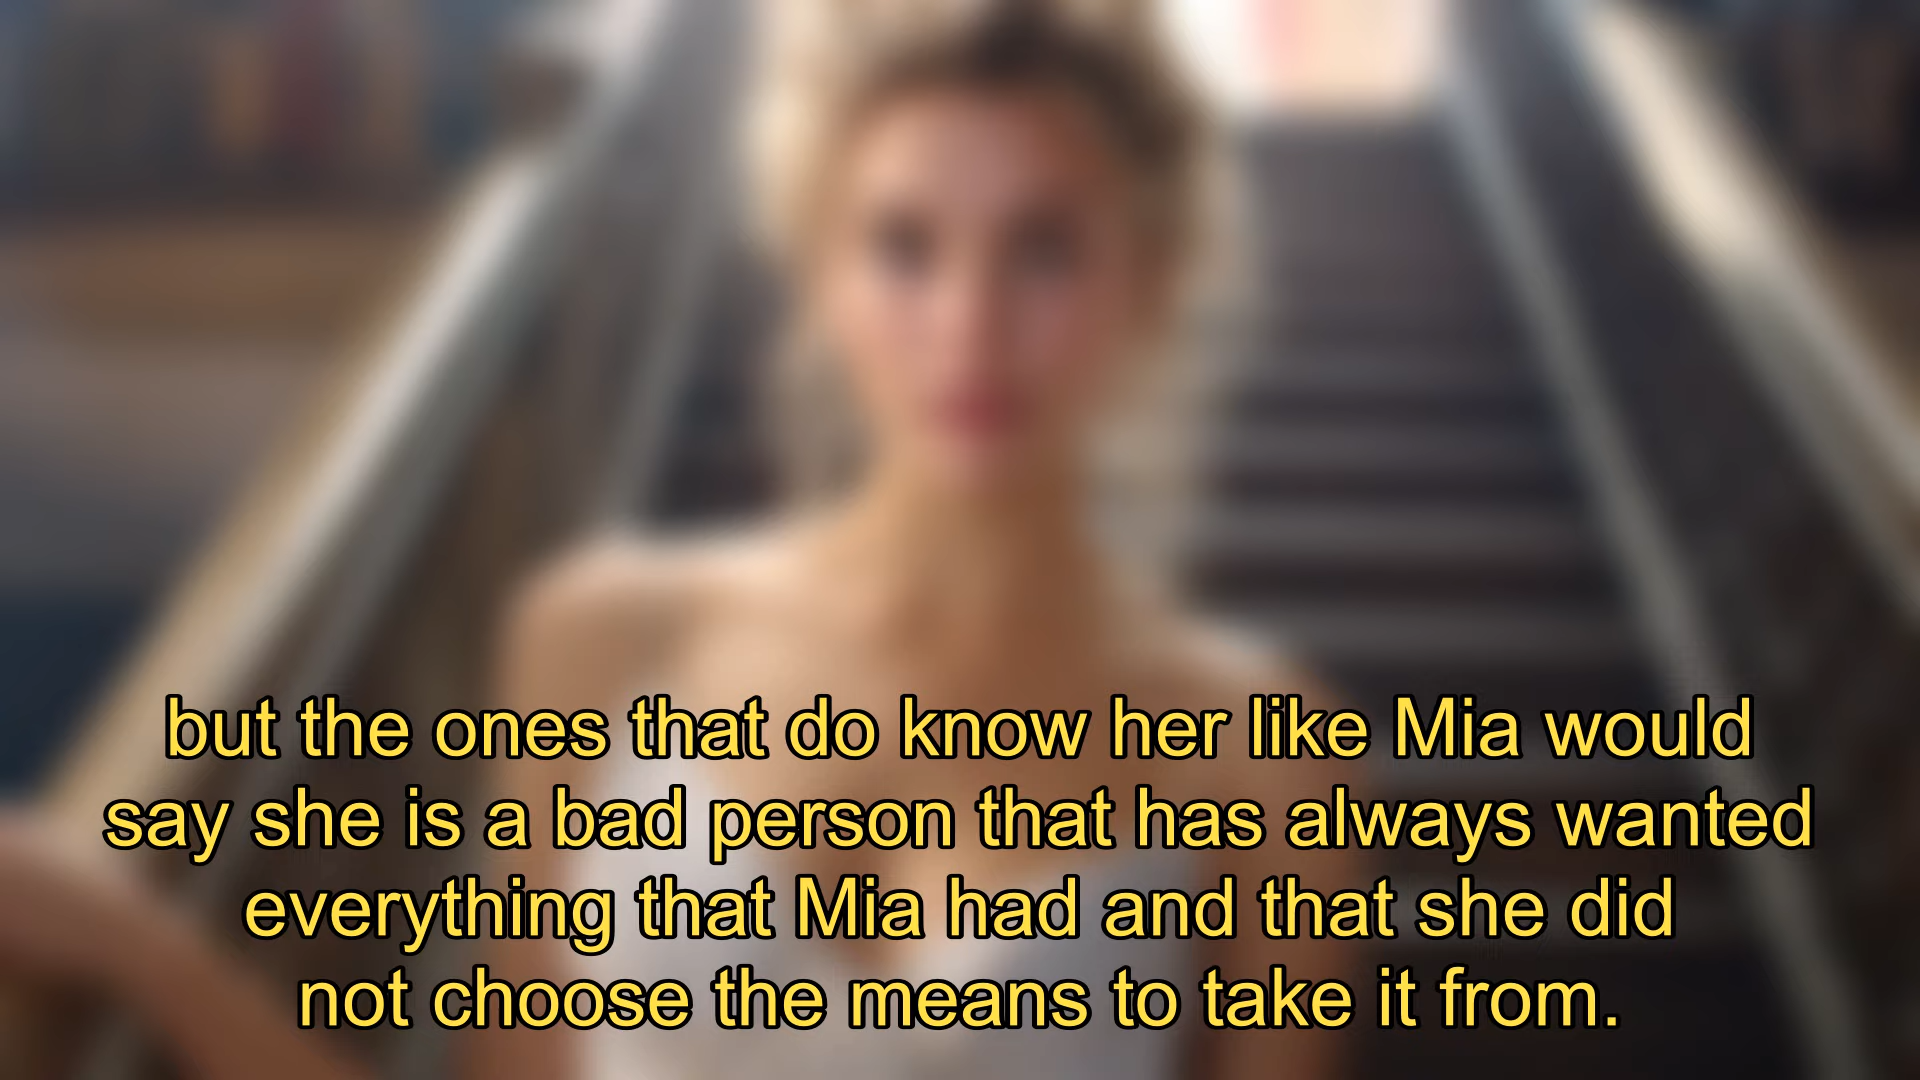 but the ones that do know her like Mia would
say she is a bad person that has always wanted
everything that Mia had and that she did
not choose the means to take it from.